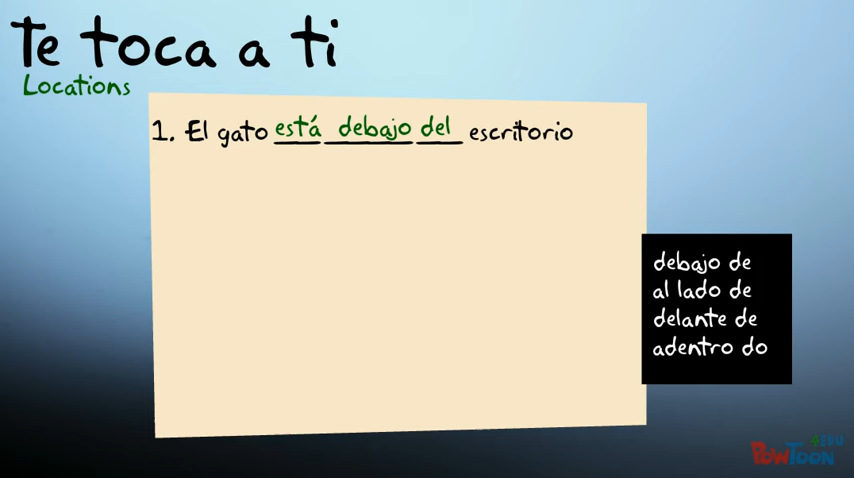 Te toca a ti
Locations
1. El gato está debajo del escritorio
debajo de
al lado de
delante de
adentro do
4EDU
PowToon